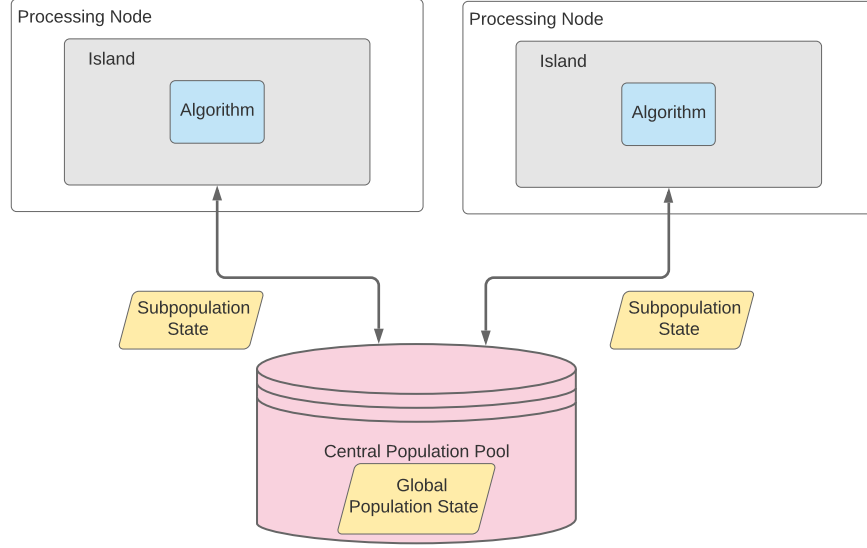 Processing Node
Processing Node
Island
Island
Algorithm
Algorithm
Subpopulation
State
Subpopulation
State
Central Population Pool
Global
Population State